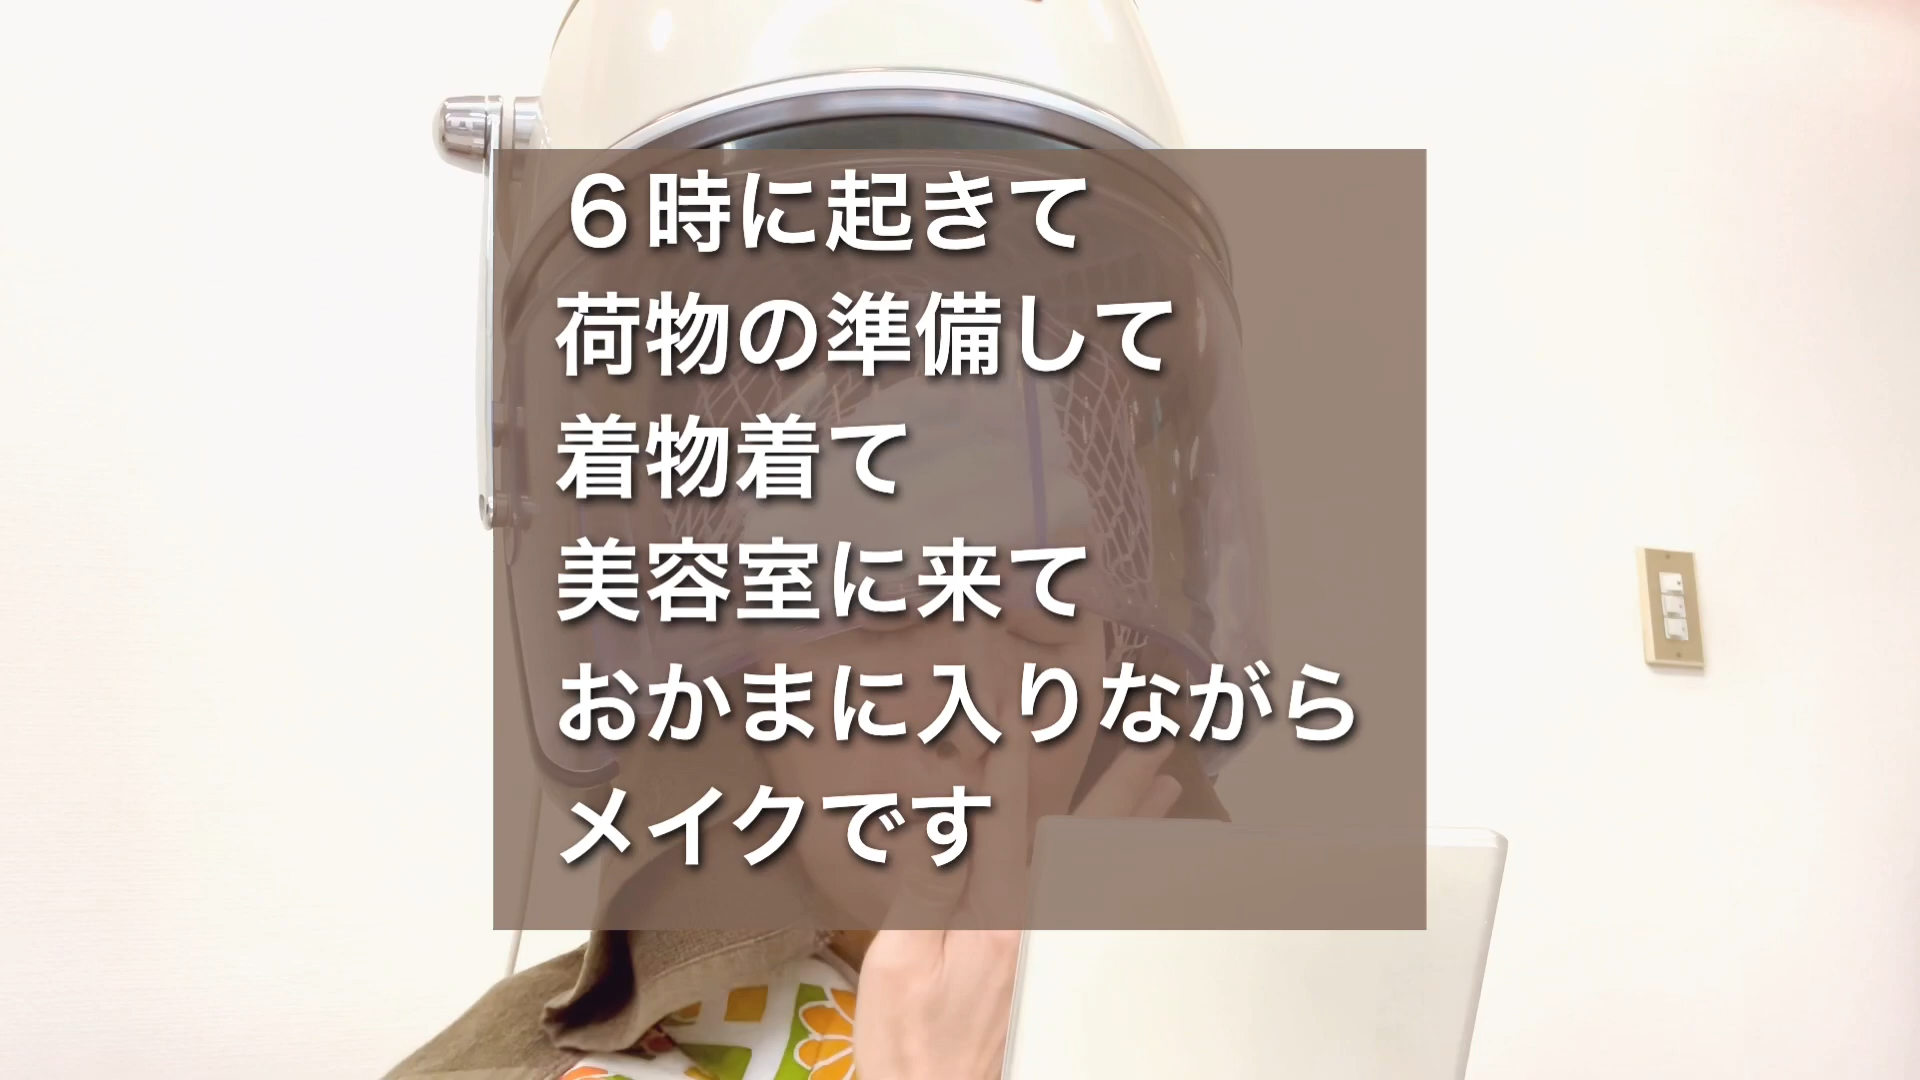 ６時に起きて
荷物の準備して
着物着て
美容室に来て
おかまに入りながら
メイクです